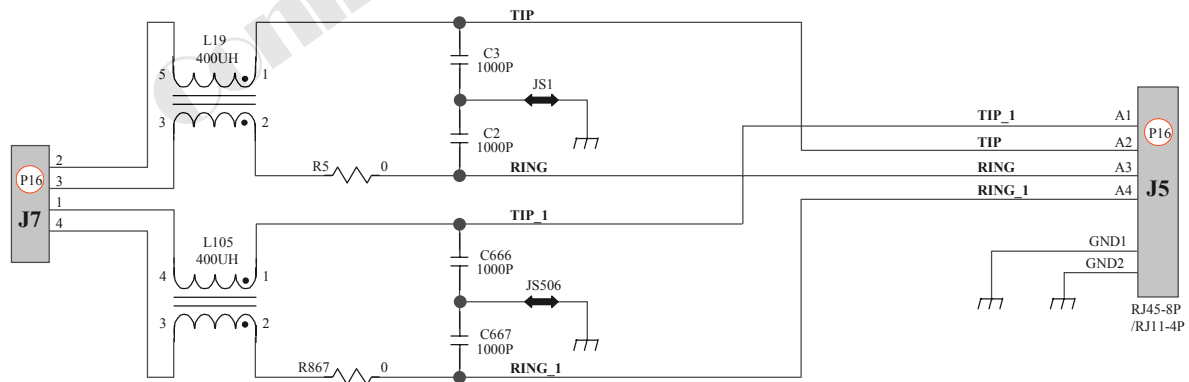 TIP
L19
400UH
5
1
C3
1000P
JS1
3
2
C2
1000P
TIP_1
A1
P16
TIP
A2
2
P16
3
R5
0
RING
RING
A3
J5
1
RING_1
A4
J7
4
TIP_1
L105
400UH
GND1
4
1
C666
1000P
GND2
JS506
3
2
C667
1000P
RJ45-8P
/RJ11-4P
R867
0
RING_1